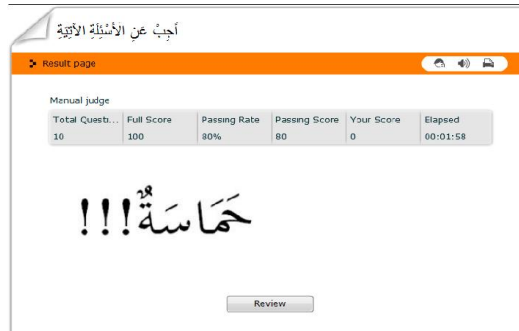 أَجِبْ عَنِ الأَسْئِلَةِ الآتِيَةِ
Result page
Manual judge
Total Questi... Full Score Passing Rate Passing Score Your Score Elapsed
10 100 80% 80 0 00:01:58
حَمَاسَةٌ!!!
Review